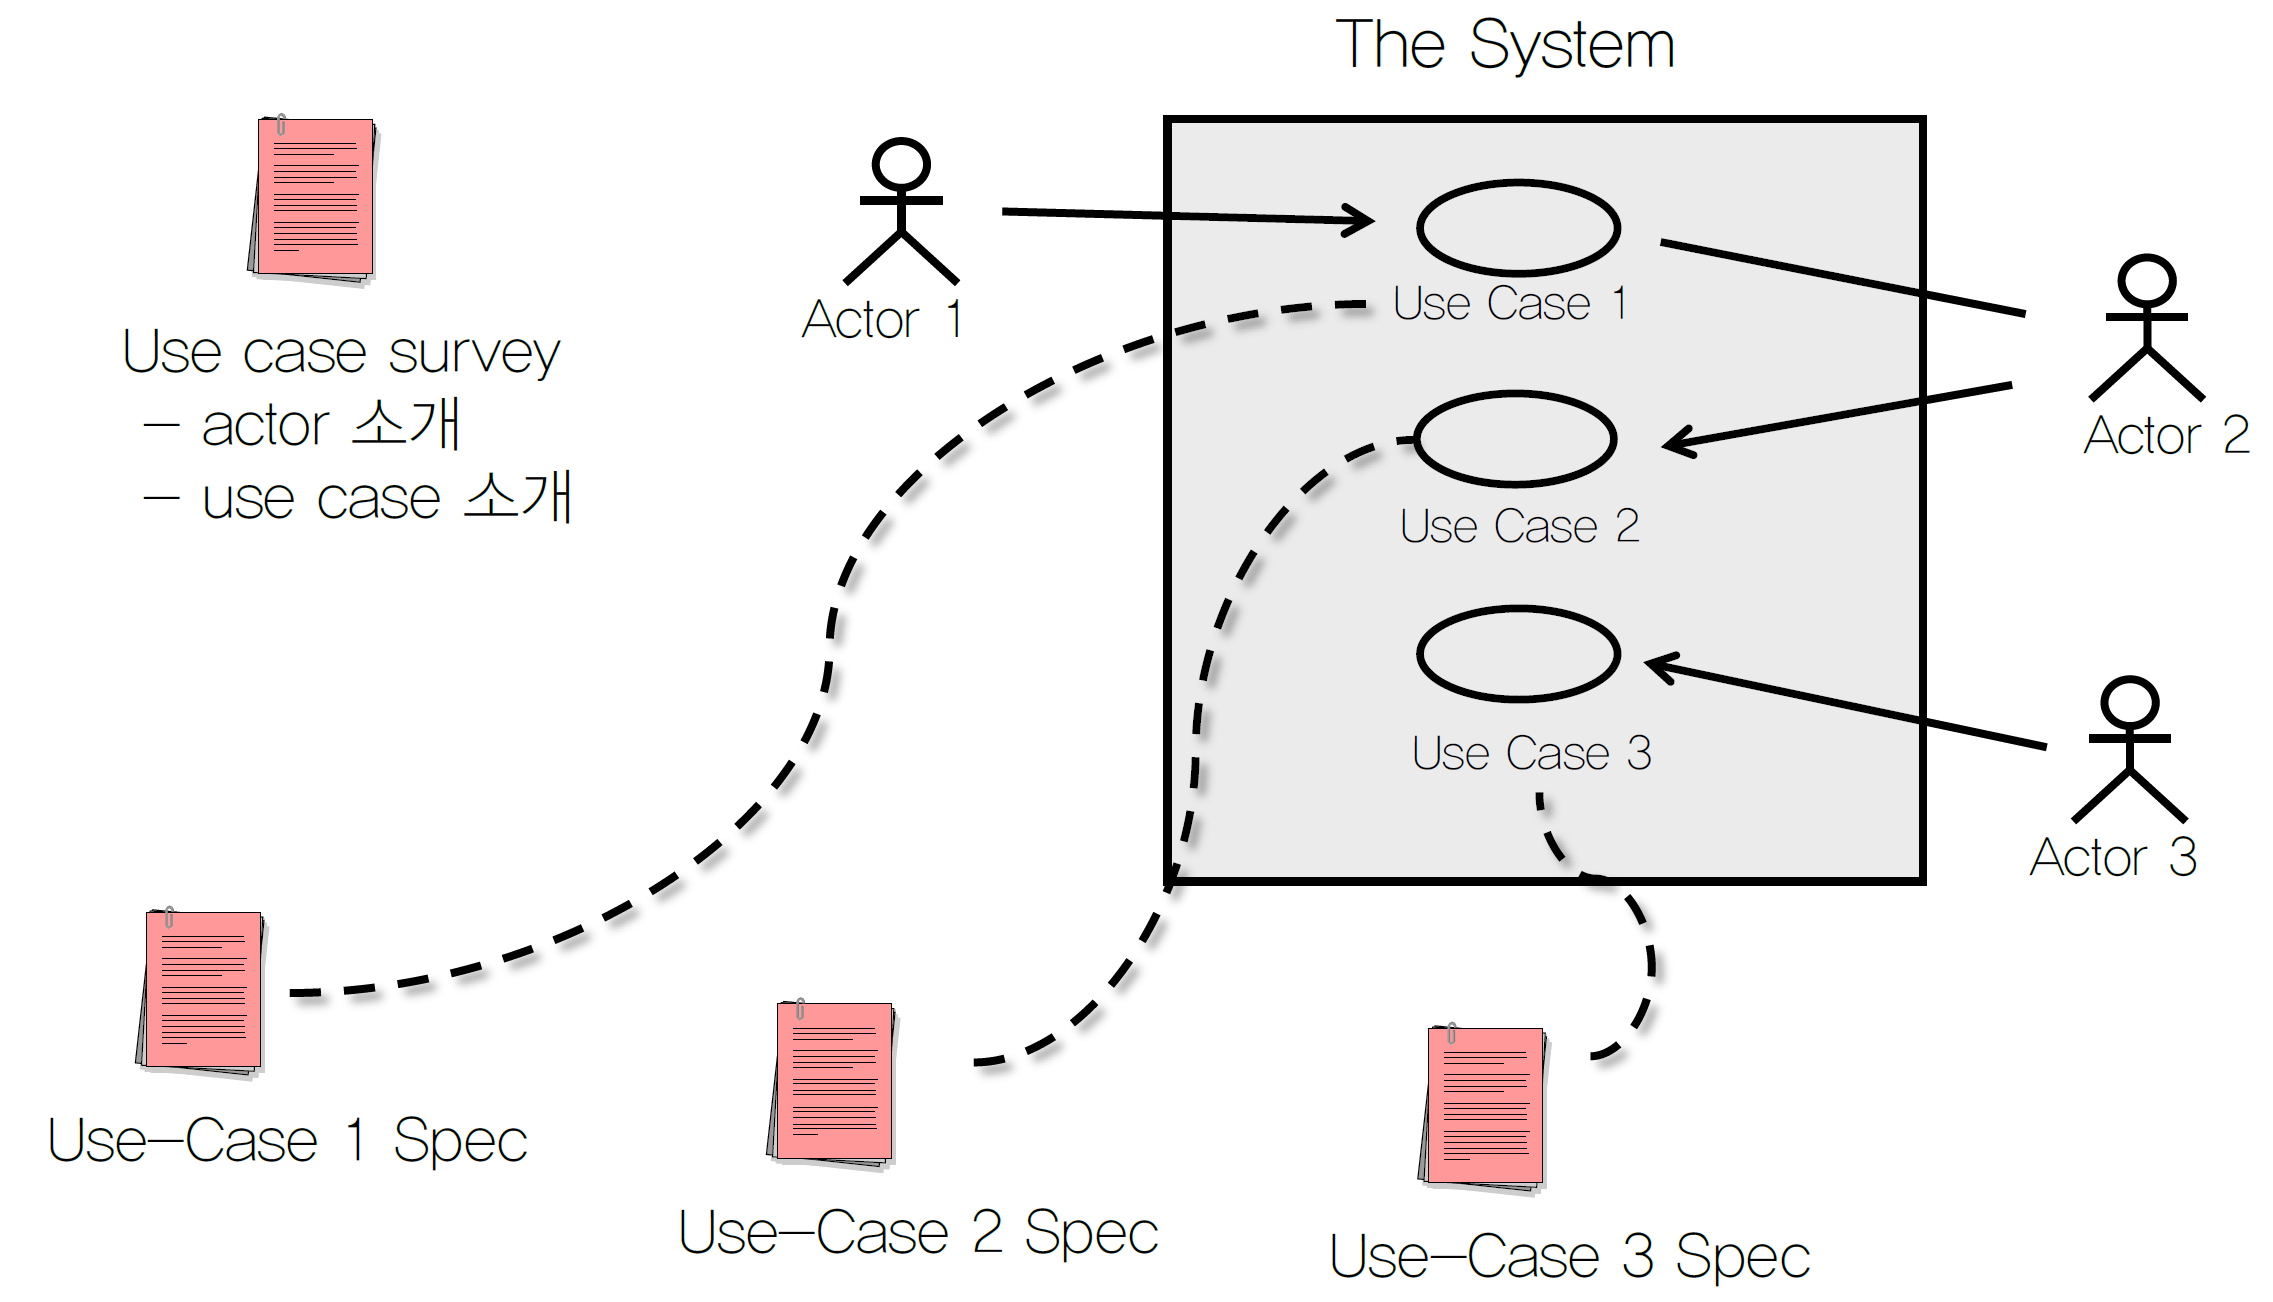 The System
Use case survey
- actor 소개
- use case 소개
Actor 1
Use Case 1
Actor 2
Use Case 2
Use Case 3
Actor 3
Use-Case 1 Spec
Use-Case 2 Spec
Use-Case 3 Spec